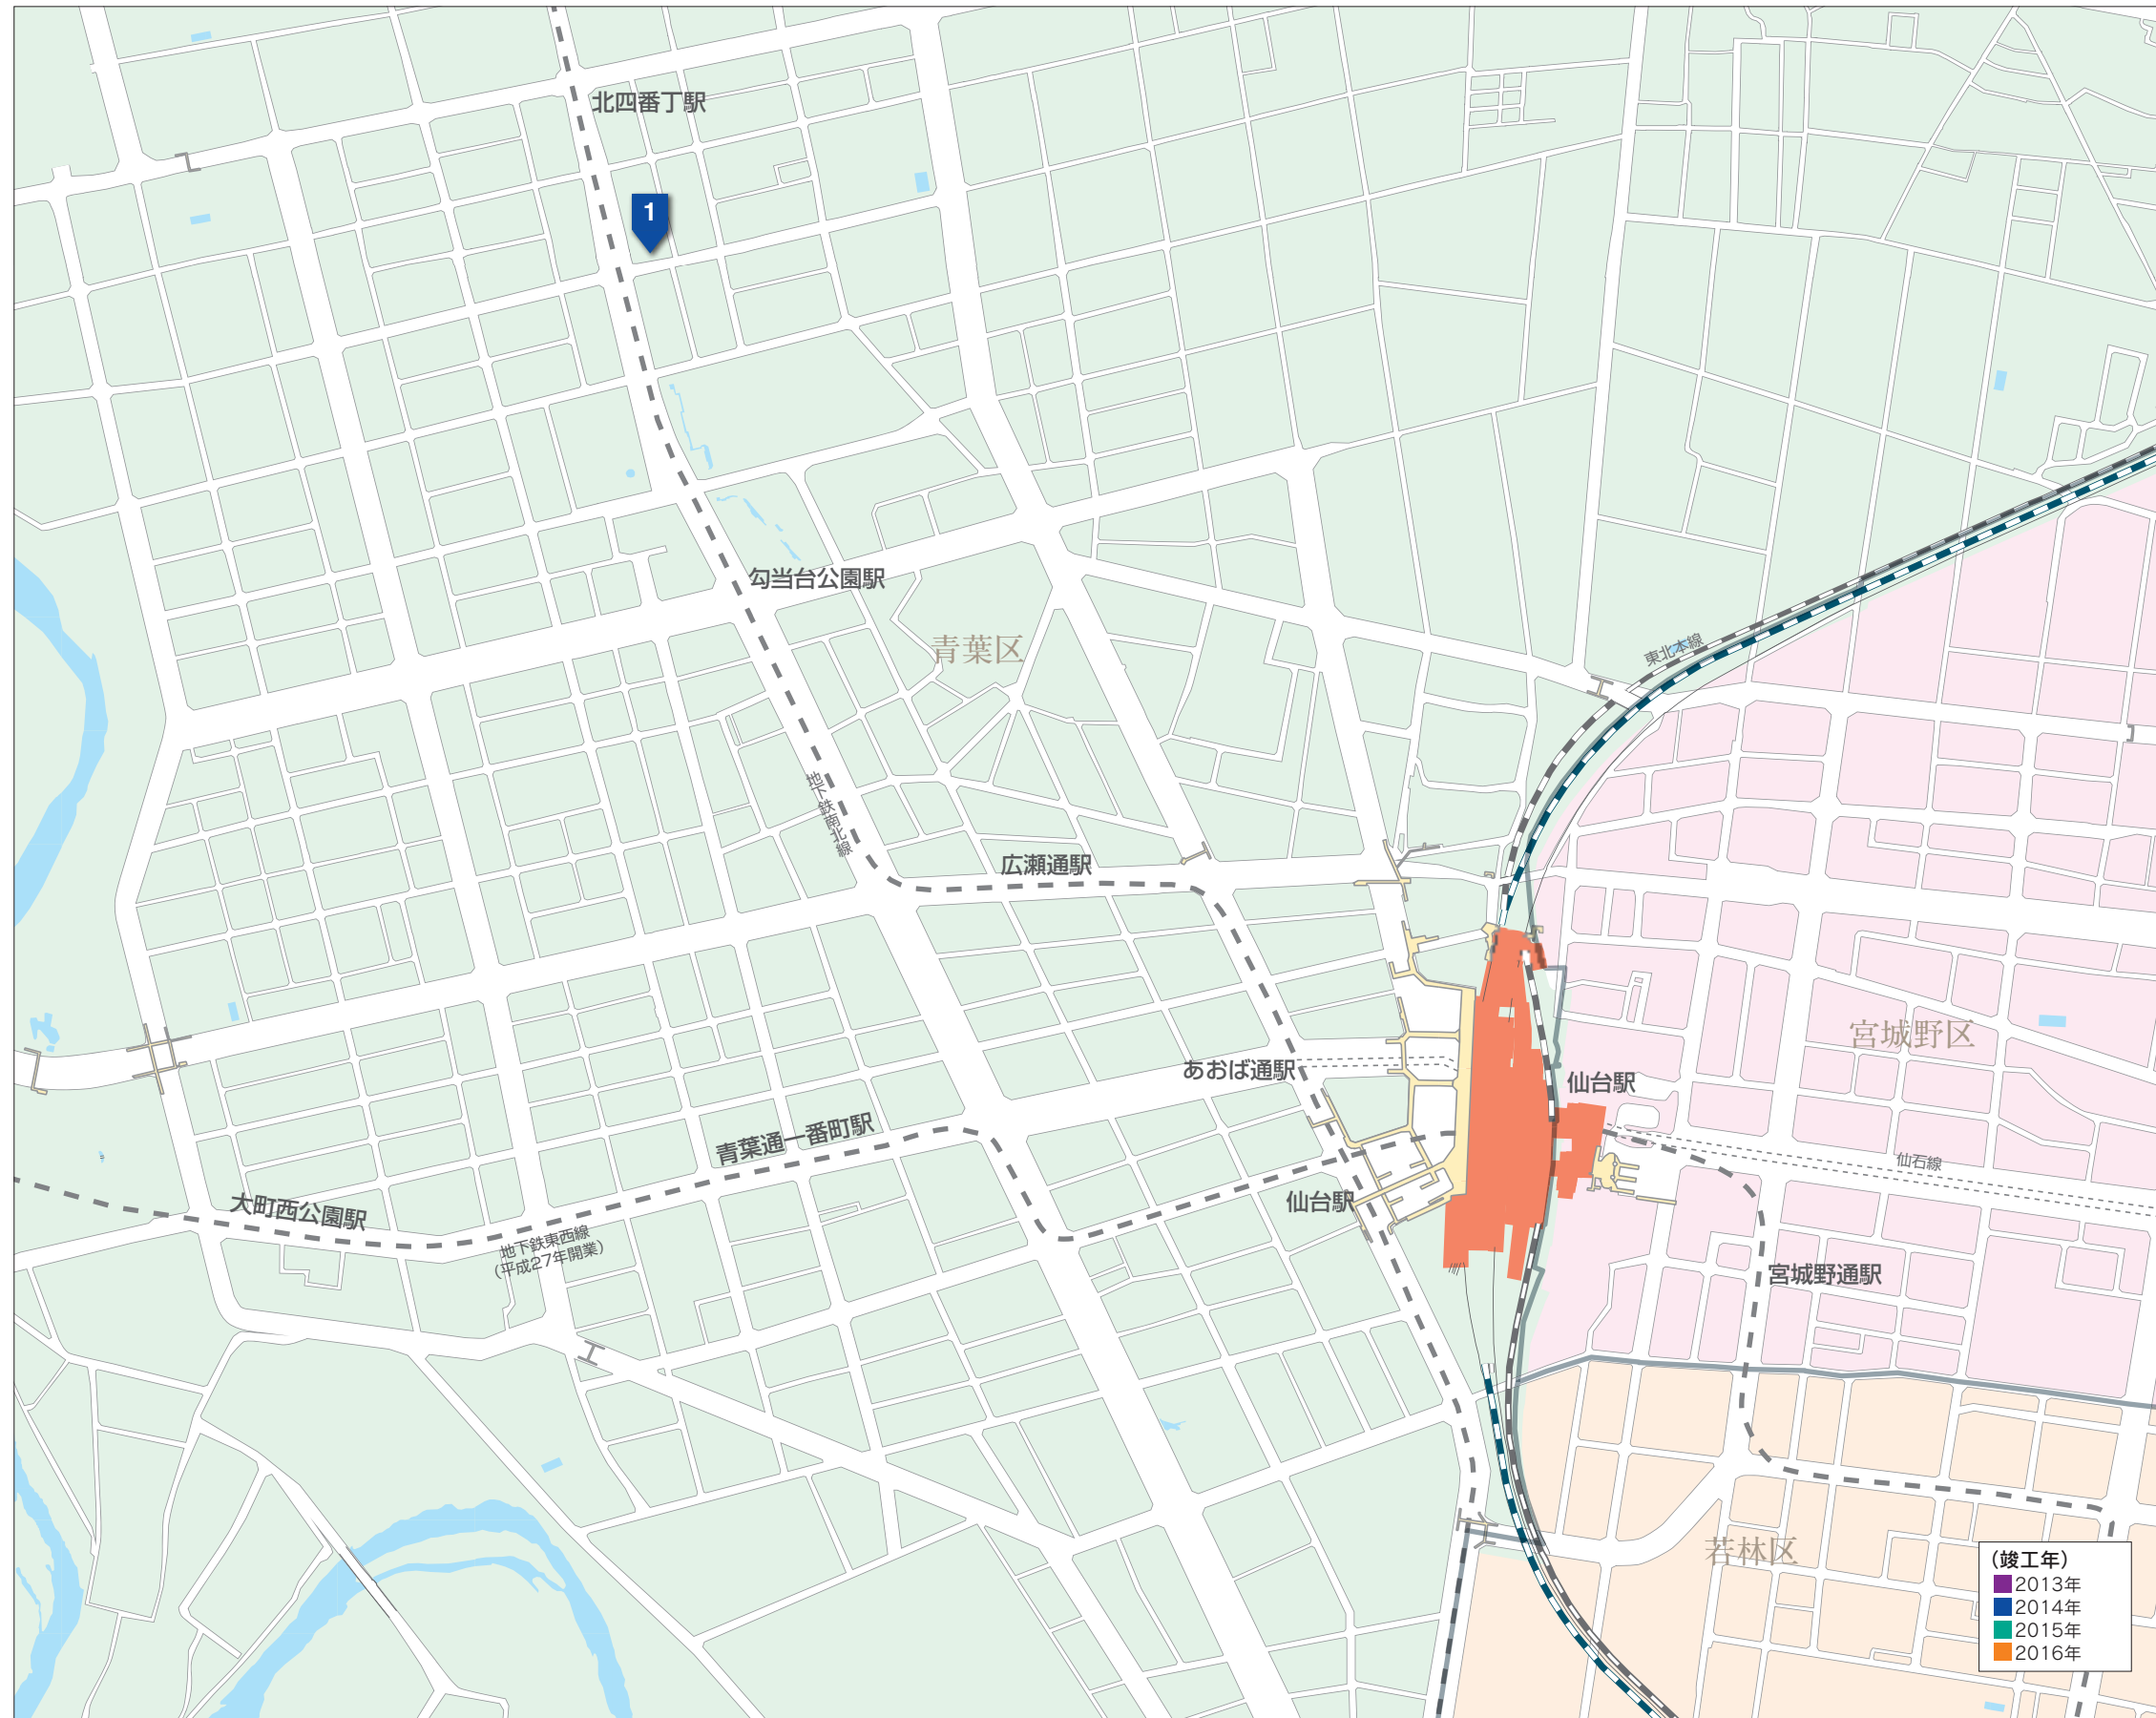 北四番丁駅
1
勾当台公園駅
青葉区
東北本線
地下鉄南北線
広瀬通駅
宮城野区
あおば通駅
仙台駅
青葉通一番町駅
仙石線
仙台駅
大町西公園駅
地下鉄東西線
（平成27年開業）
宮城野通駅
若林区
（竣工年）
2013年
2014年
2015年
2016年